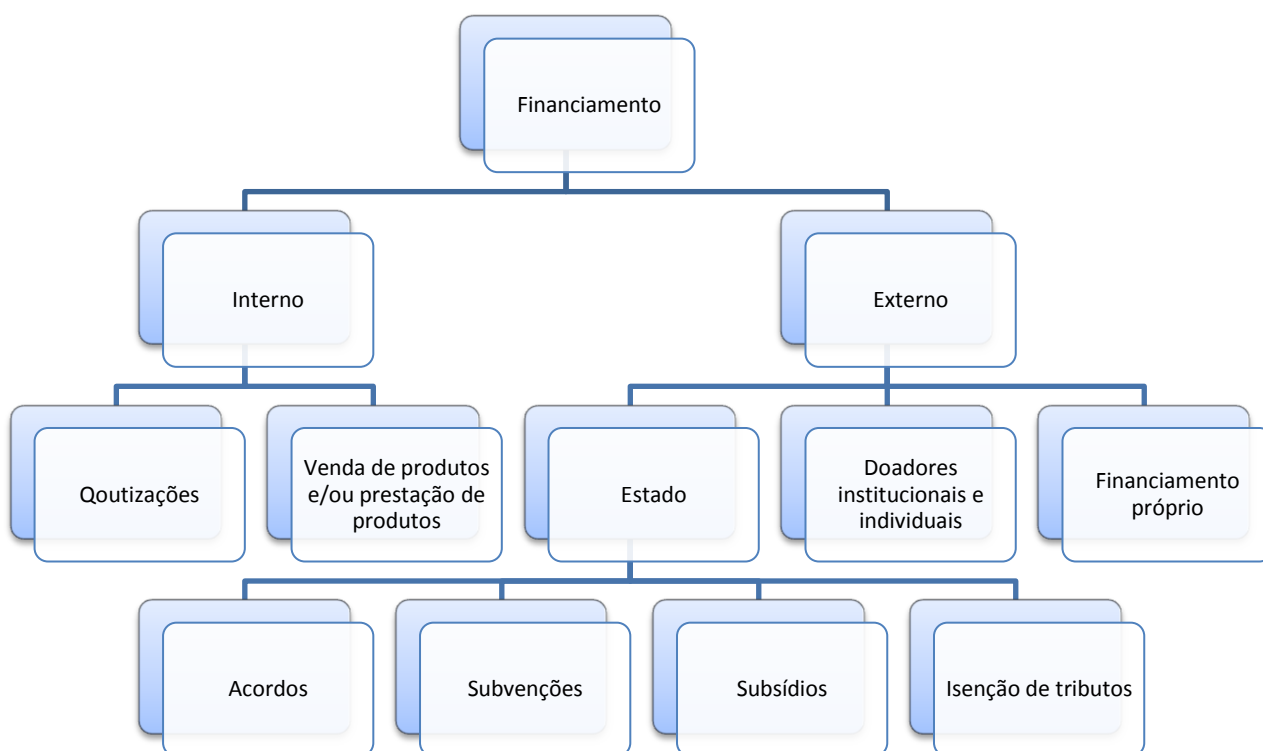 Financiamento
Interno
Externo
Qoutizações
Venda de produtos
e/ou prestação de
produtos
Estado
Doadores
institucionais e
individuais
Financiamento
próprio
Acordos
Subvenções
Subsídios
Isenção de tributos